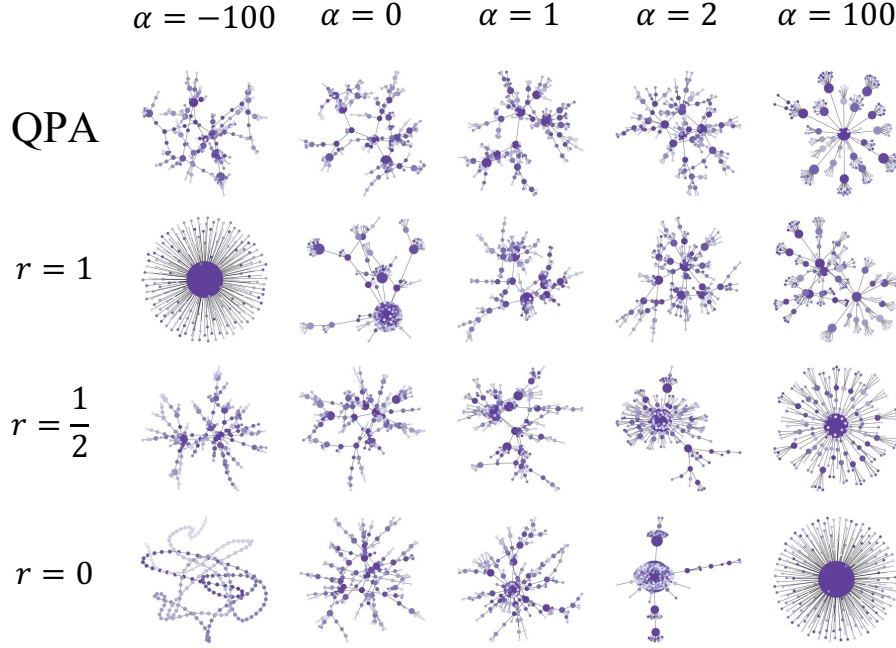 α = −100 α = 0 α = 1 α = 2 α = 100
QPA
r = 1
r = 1/2
r = 0